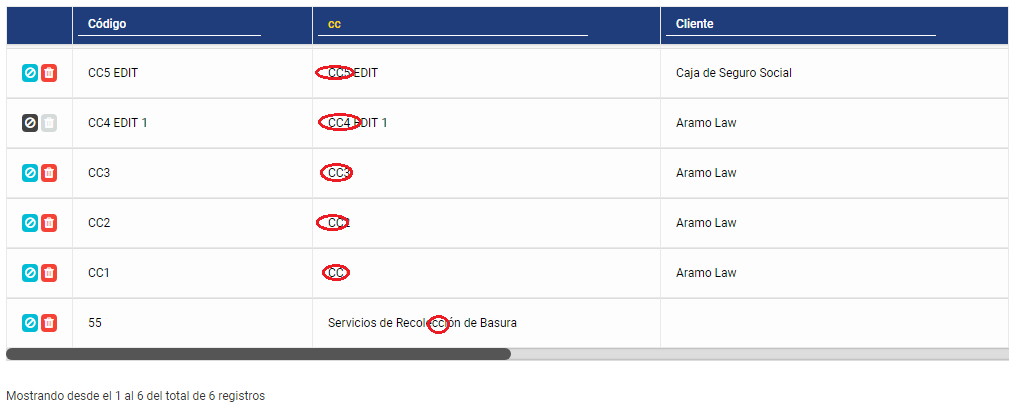 Código cc Cliente
CC5 EDIT CC5 EDIT Caja de Seguro Social
CC4 EDIT 1 CC4 EDIT 1 Aramo Law
CC3 CC3 Aramo Law
CC2 CC2 Aramo Law
CC1 CC1 Aramo Law
55 Servicios de Recolección de Basura
Mostrando desde el 1 al 6 del total de 6 registros